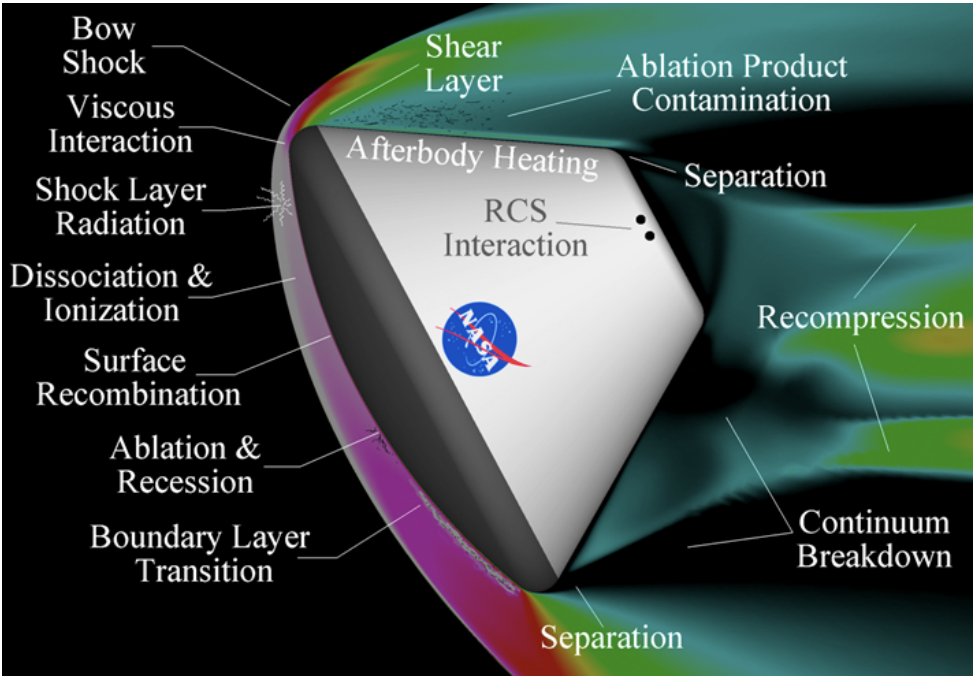 Bow
Shock
Shear
Layer
Ablation Product
Contamination
Viscous
Interaction
Afterbody Heating
Separation
Shock Layer
Radiation
RCS
Interaction
Dissociation &
Ionization
NASA
Recompression
Surface
Recombination
Ablation &
Recession
Boundary Layer
Transition
Continuum
Breakdown
Separation